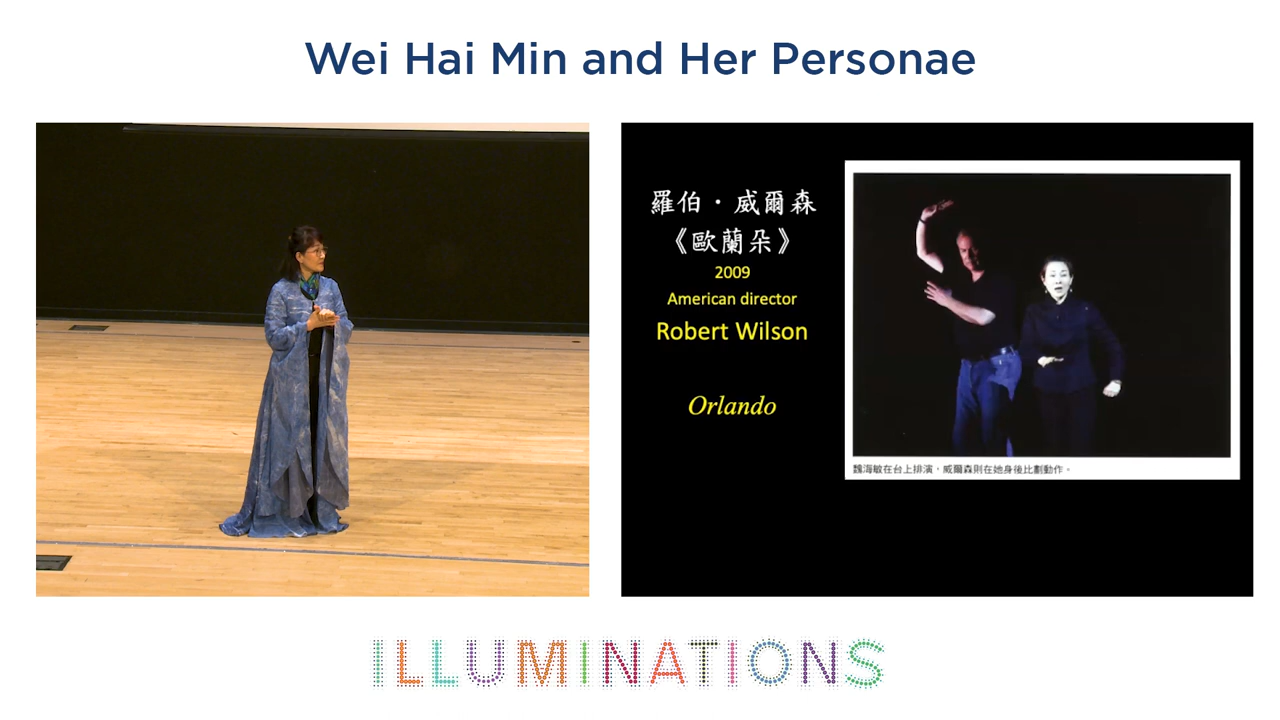 Wei Hai Min and Her Personae
羅伯・威爾森
《歐蘭朵》
2009
American director
Robert Wilson
Orlando
魏海敏在台上排演，威爾森則在她身後比劃動作。
ILLUMINATIONS